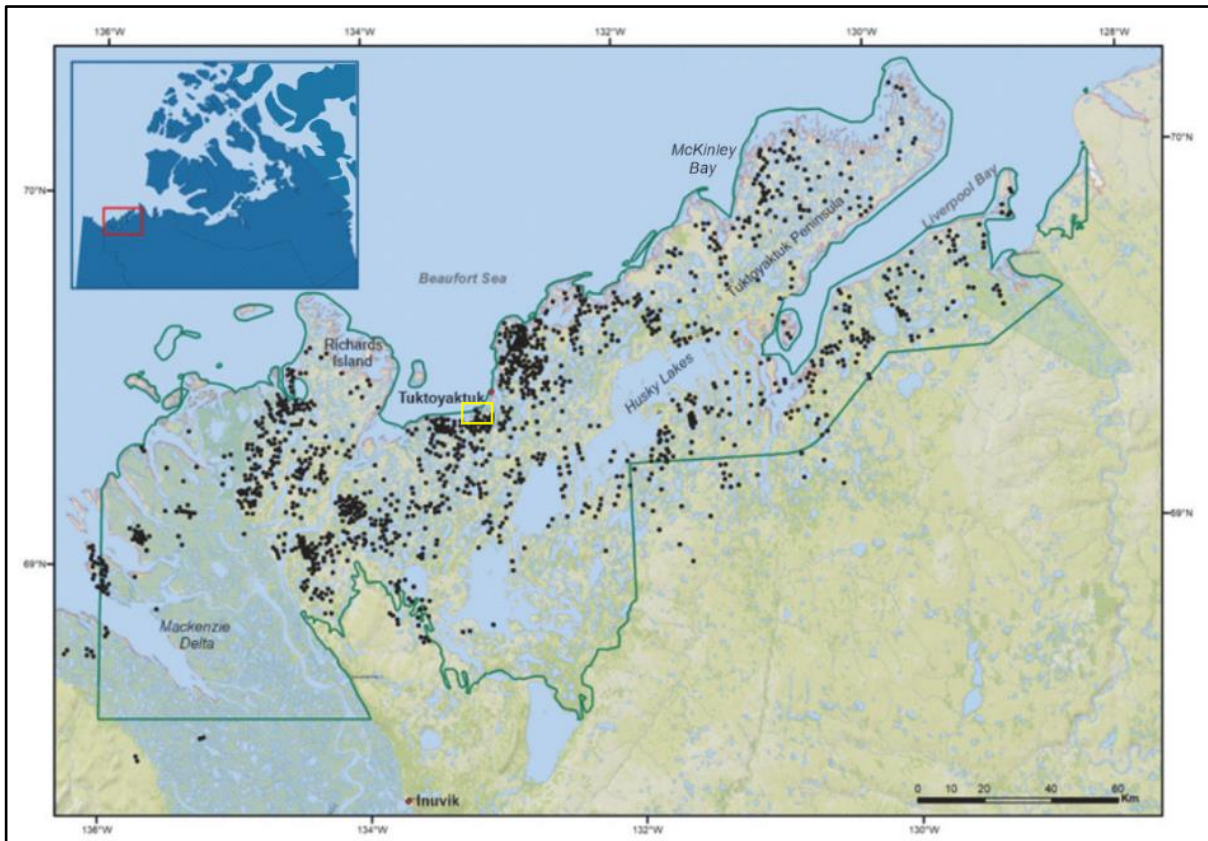 136°W
134°W
132°W
130°W
128°W
70°N
70°N
McKinley
Bay
Liverpool Bay
Tuktoyaktuk Peninsula
Beaufort Sea
Richards
Island
Tuktoyaktuk
Husky Lakes
69°N
69°N
Mackenzie
Delta
Inuvik
0 10 20 40 60
Km
136°W
134°W
132°W
130°W